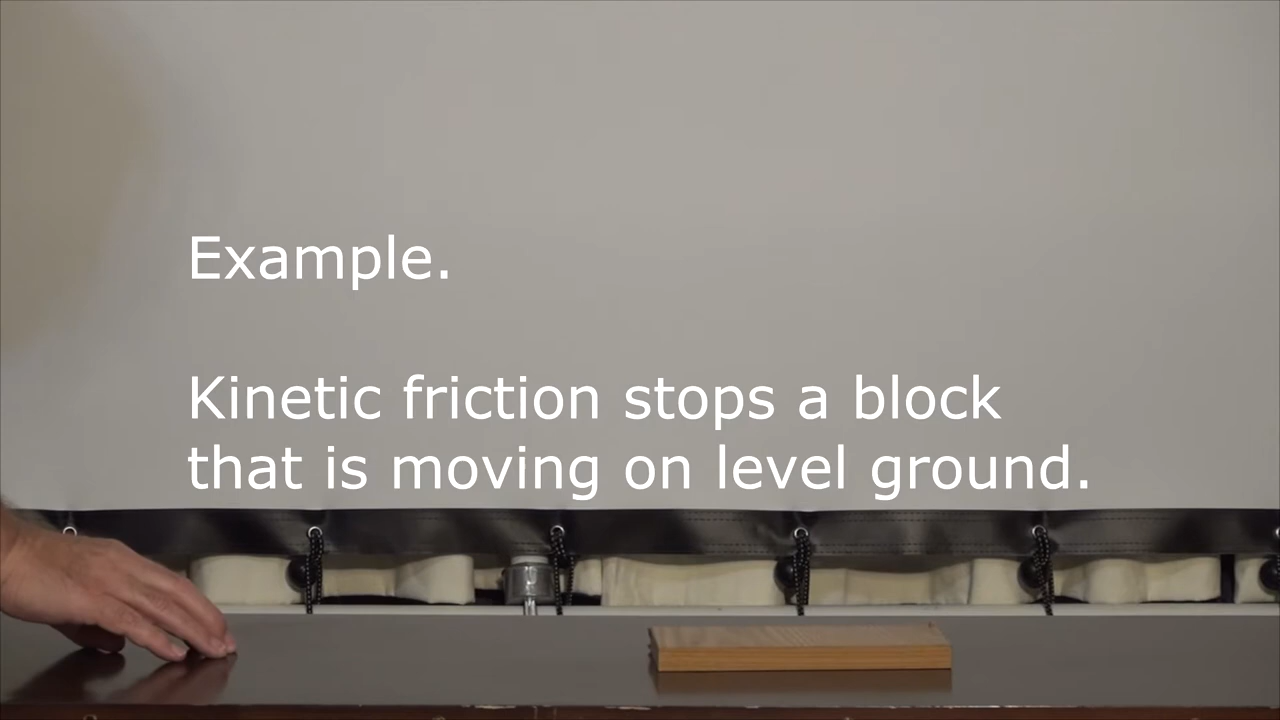 Example.
Kinetic friction stops a block
that is moving on level ground.